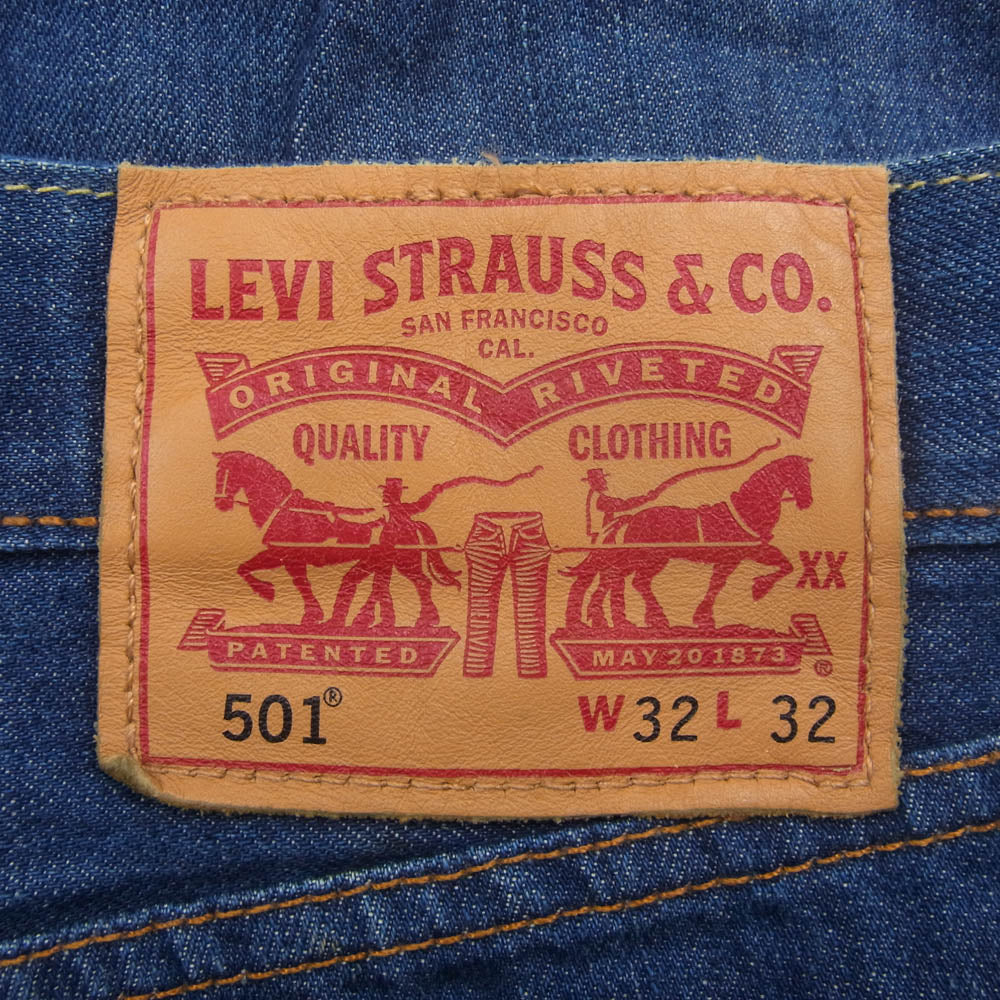 LEVI STRAUSS & CO.
SAN FRANCISCO
CAL.
ORIGINAL RIVETED
QUALITY CLOTHING
XX
PATENTED MAY 20 1873 ®
501® W 32 L 32